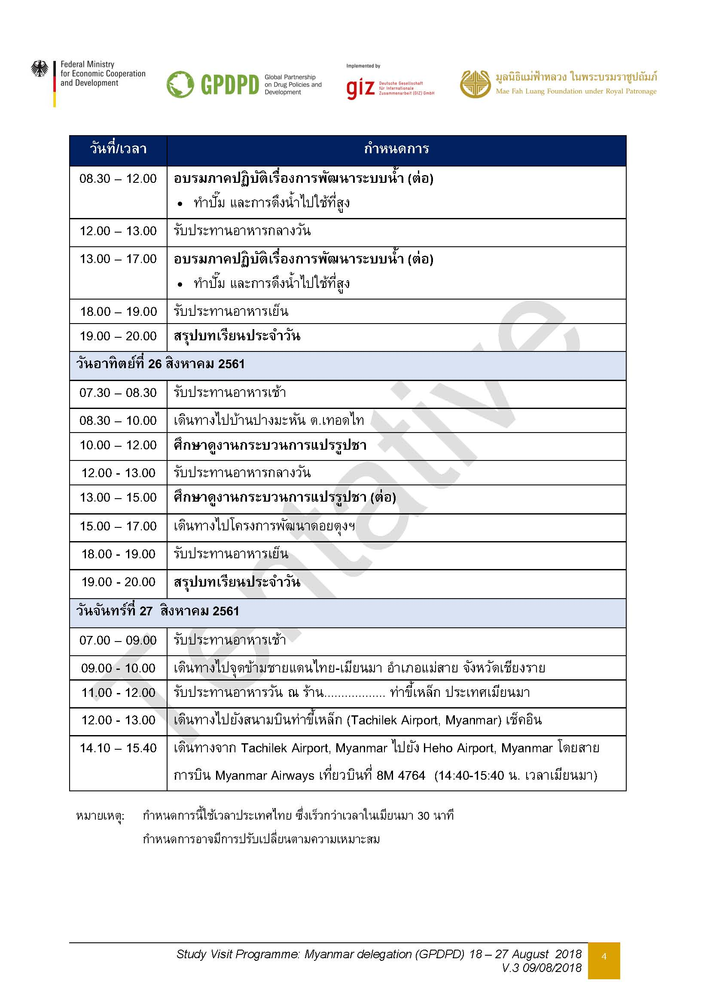 Federal Ministry
for Economic Cooperation
and Development
GPDPD
Global Partnership
on Drug Policies and
Development
Implemented by
giz
Deutsche Gesellschaft
für Internationale
Zusammenarbeit (GIZ) GmbH
มูลนิธิแม่ฟ้าหลวง ในพระบรมราชูปถัมภ์
Mae Fah Luang Foundation under Royal Patronage
วันที่/เวลา กำหนดการ
08.30 – 12.00 อบรมภาคปฏิบัติเรื่องการพัฒนาระบบน้ำ (ต่อ)
• ทำปั๊ม และการดึงน้ำไปใช้ที่สูง
12.00 – 13.00 รับประทานอาหารกลางวัน
13.00 – 17.00 อบรมภาคปฏิบัติเรื่องการพัฒนาระบบน้ำ (ต่อ)
• ทำปั๊ม และการดึงน้ำไปใช้ที่สูง
18.00 – 19.00 รับประทานอาหารเย็น
19.00 – 20.00 สรุปบทเรียนประจำวัน
วันอาทิตย์ที่ 26 สิงหาคม 2561
07.30 – 08.30 รับประทานอาหารเช้า
08.30 – 10.00 เดินทางไปบ้านปางมะหัน ต.เทอดไท
10.00 – 12.00 ศึกษาดูงานกระบวนการแปรรูปชา
12.00 - 13.00 รับประทานอาหารกลางวัน
13.00 – 15.00 ศึกษาดูงานกระบวนการแปรรูปชา (ต่อ)
15.00 – 17.00 เดินทางไปโครงการพัฒนาดอยตุงฯ
18.00 - 19.00 รับประทานอาหารเย็น
19.00 - 20.00 สรุปบทเรียนประจำวัน
วันจันทร์ที่ 27 สิงหาคม 2561
07.00 – 09.00 รับประทานอาหารเช้า
09.00 - 10.00 เดินทางไปจุดข้ามชายแดนไทย-เมียนมา อำเภอแม่สาย จังหวัดเชียงราย
11.00 - 12.00 รับประทานอาหารวัน ณ ร้าน.................. ท่าขี้เหล็ก ประเทศเมียนมา
12.00 - 13.00 เดินทางไปยังสนามบินท่าขี้เหล็ก (Tachilek Airport, Myanmar) เช็คอิน
14.10 – 15.40 เดินทางจาก Tachilek Airport, Myanmar ไปยัง Heho Airport, Myanmar โดยสาย
การบิน Myanmar Airways เที่ยวบินที่ 8M 4764 (14:40-15:40 น. เวลาเมียนมา)
Tentative
หมายเหตุ: กำหนดการนี้ใช้เวลาประเทศไทย ซึ่งเร็วกว่าเวลาในเมียนมา 30 นาที
กำหนดการอาจมีการปรับเปลี่ยนตามความเหมาะสม
Study Visit Programme: Myanmar delegation (GPDPD) 18 – 27 August 2018
4
V.3 09/08/2018